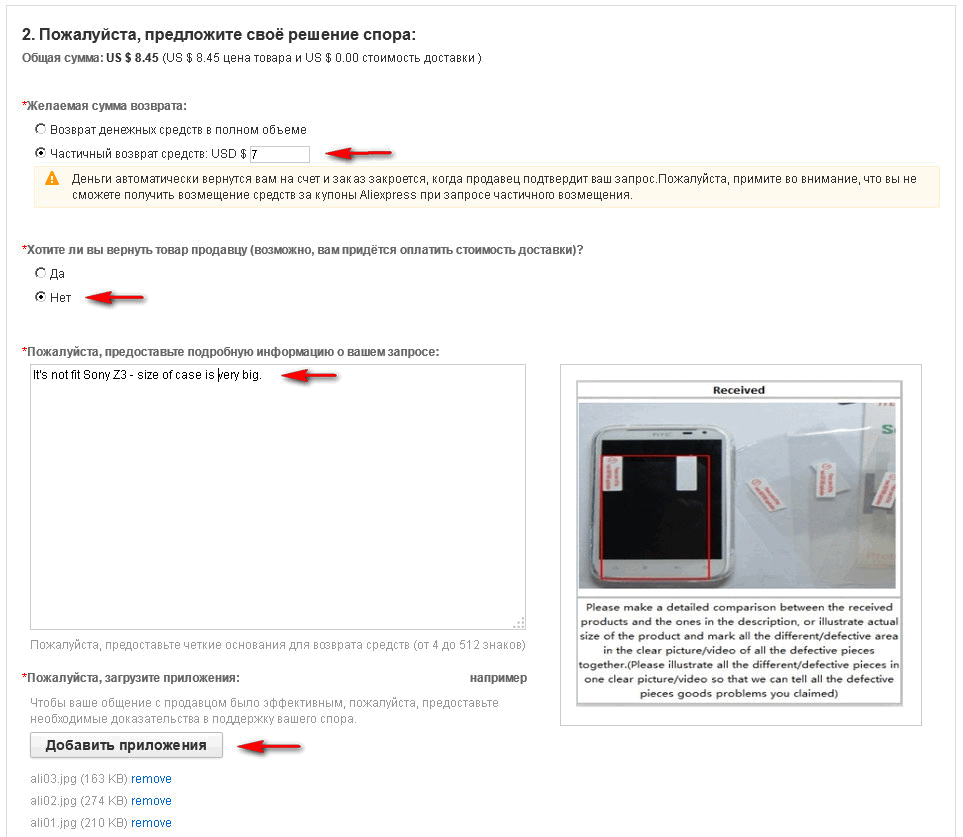 2. Пожалуйста, предложите своё решение спора:
Общая сумма: US $ 8.45 (US $ 8.45 цена товара и US $ 0.00 стоимость доставки )
*Желаемая сумма возврата:
Возврат денежных средств в полном объеме
Частичный возврат средств: USD $ 7
Деньги автоматически вернутся вам на счет и заказ закроется, когда продавец подтвердит ваш запрос.Пожалуйста, примите во внимание, что вы не
сможете получить возмещение средств за купоны Aliexpress при запросе частичного возмещения.
*Хотите ли вы вернуть товар продавцу (возможно, вам придётся оплатить стоимость доставки)?
Да
Нет
*Пожалуйста, предоставьте подробную информацию о вашем запросе:
It's not fit Sony Z3 - size of case is very big.
Пожалуйста, предоставьте четкие основания для возврата средств (от 4 до 512 знаков)
Received
hTC
Please make a detailed comparison between the received
products and the ones in the description, or illustrate actual
size of the product and mark all the different/defective area
in the clear picture/video of all the defective pieces
together.(Please illustrate all the different/defective pieces in
one clear picture/video so that we can tell all the defective
pieces goods problems you claimed)
*Пожалуйста, загрузите приложения: например
Чтобы ваше общение с продавцом было эффективным, пожалуйста, предоставьте
необходимые доказательства в поддержку вашего спора.
Добавить приложения
ali03.jpg (163 KB) remove
ali02.jpg (274 KB) remove
ali01.jpg (210 KB) remove